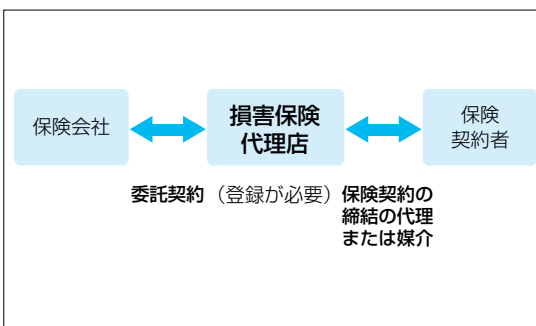 保険会社
損害保険
代理店
保険
契約者
委託契約
（登録が必要）
保険契約の
締結の代理
または媒介